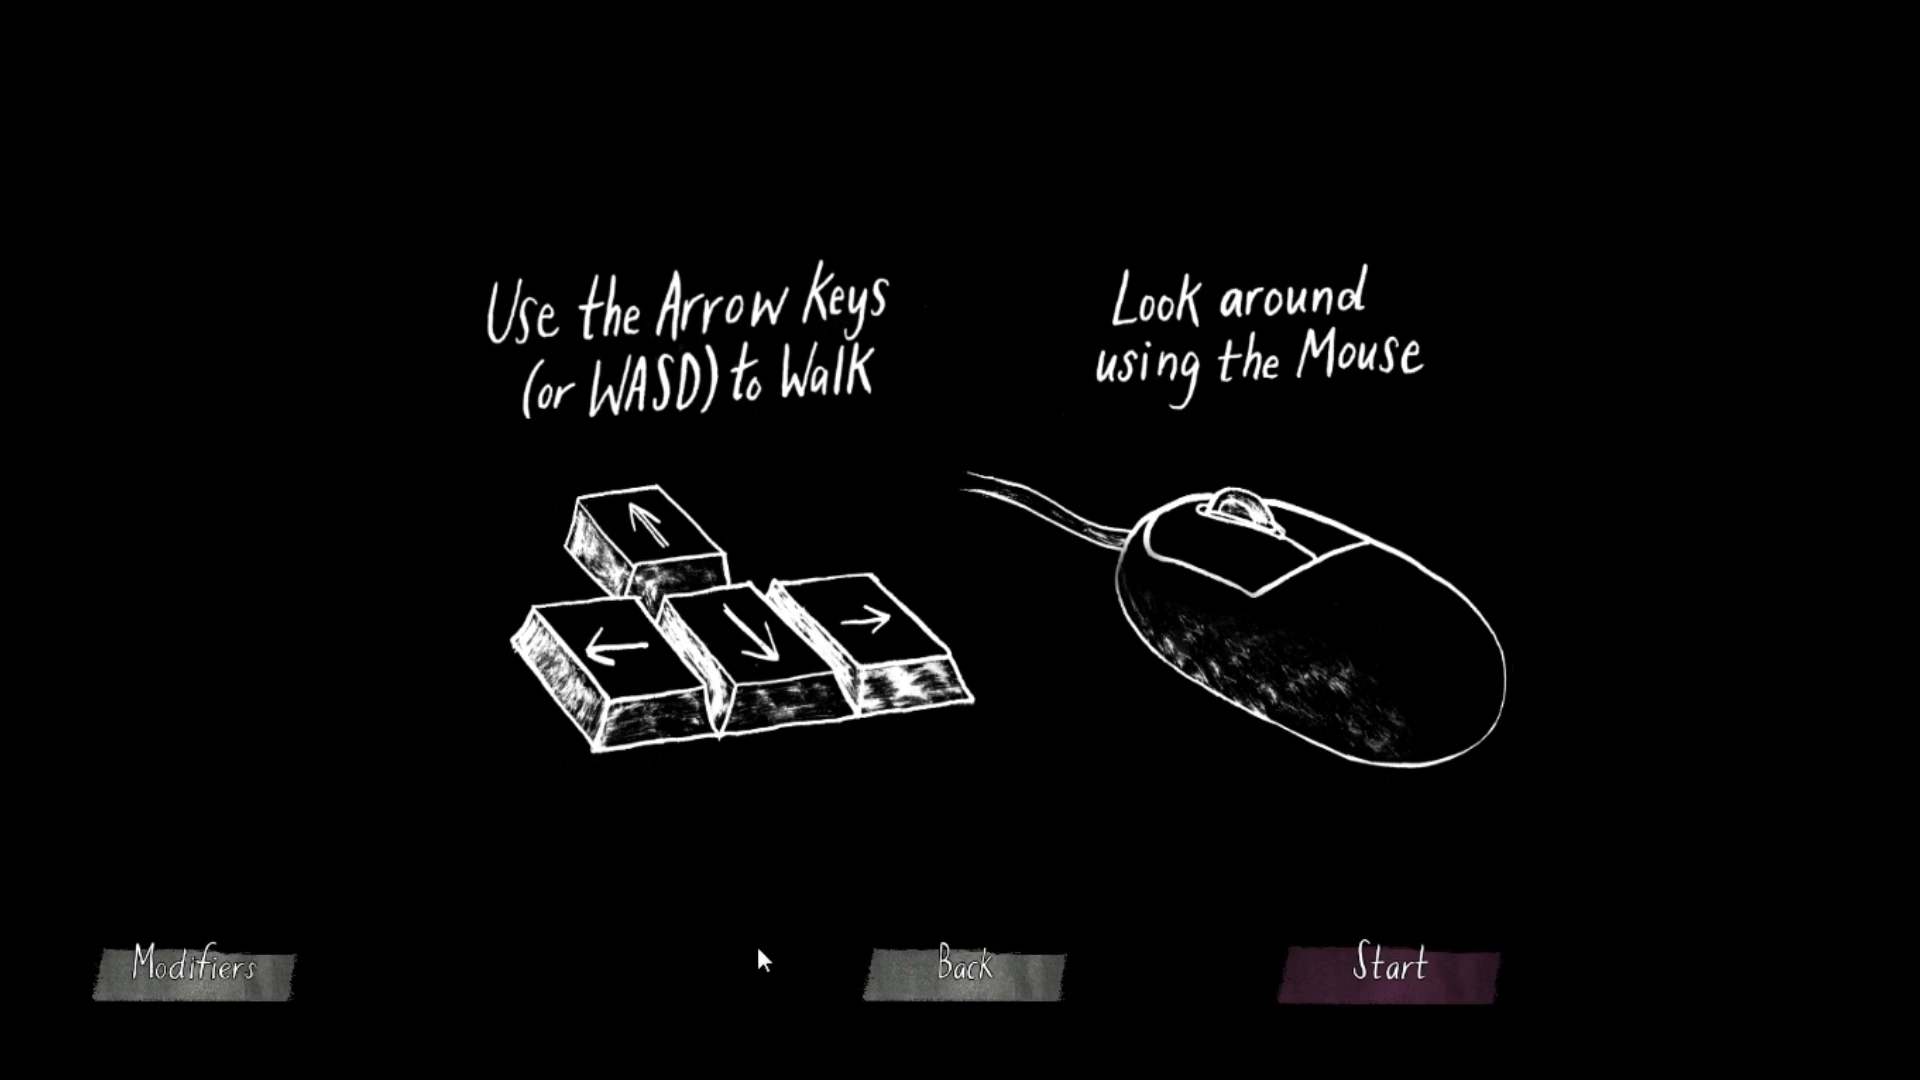 Use the Arrow Keys
(or WASD) to Walk
Look around
using the Mouse
Modifiers
Back
Start